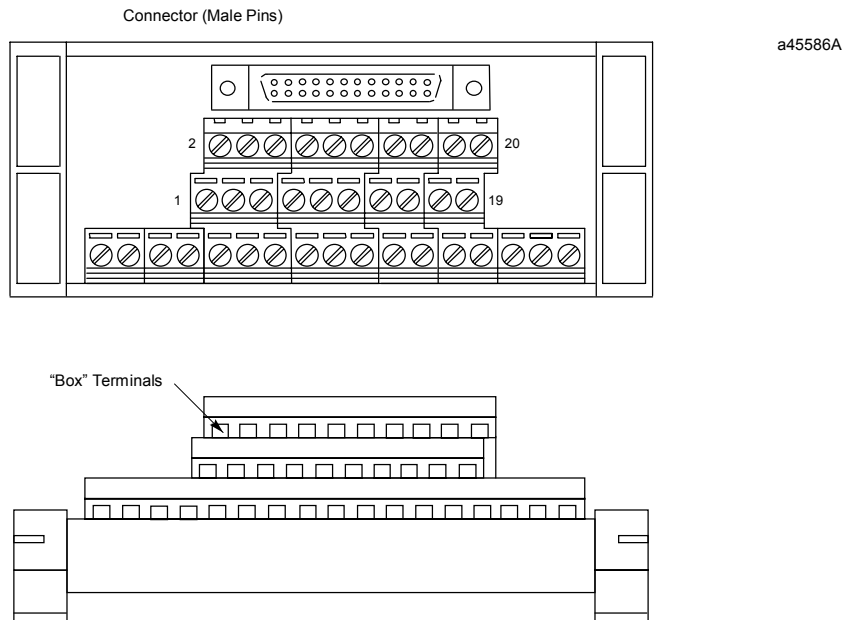 Connector (Male Pins)
a45586A
2
20
1
19
“Box” Terminals